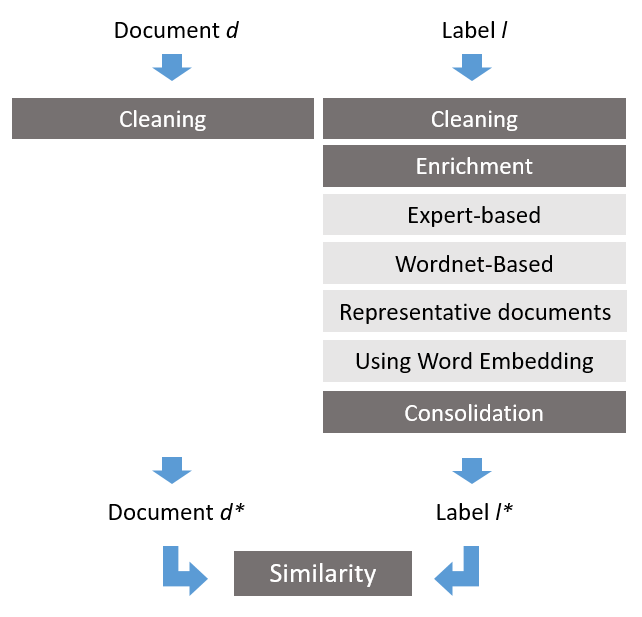 Document d
Label l
Cleaning
Cleaning
Enrichment
Expert-based
Wordnet-Based
Representative documents
Using Word Embedding
Consolidation
Document d*
Label l*
Similarity